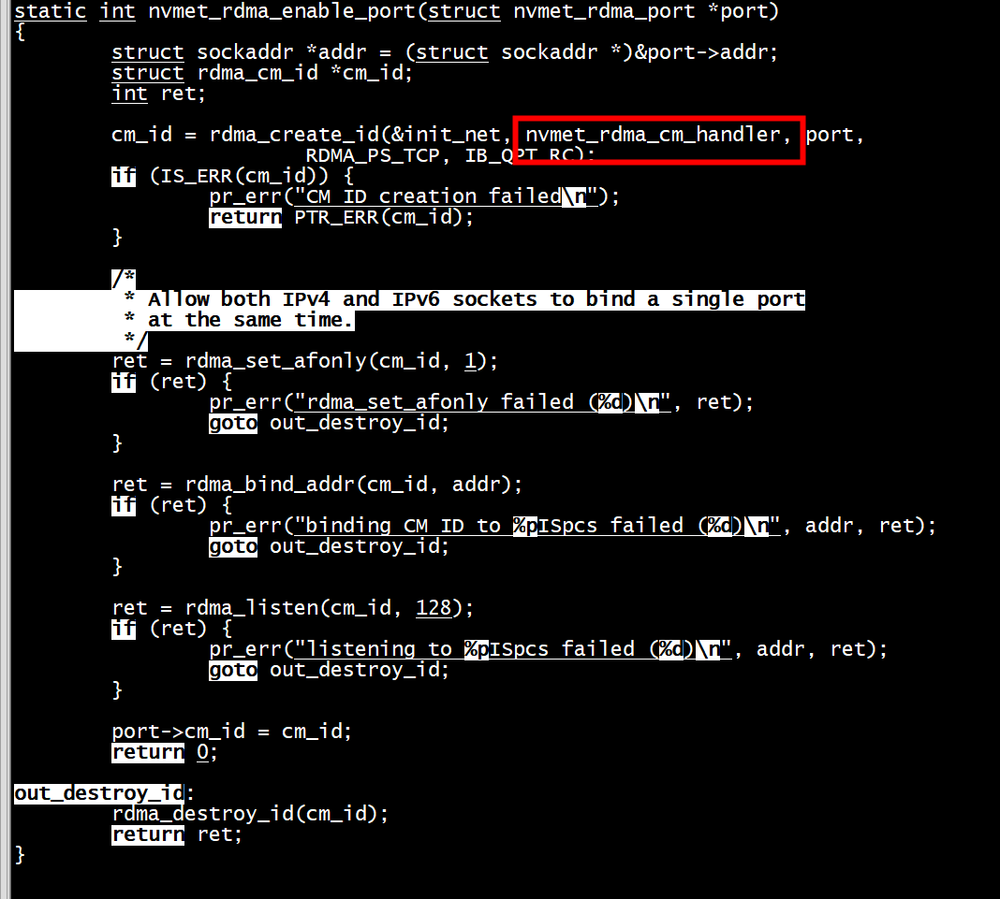 static int nvmet_rdma_enable_port(struct nvmet_rdma_port *port)
{
struct sockaddr *addr = (struct sockaddr *)&port->addr;
struct rdma_cm_id *cm_id;
int ret;
cm_id = rdma_create_id(&init_net, nvmet_rdma_cm_handler, port,
RDMA_PS_TCP, IB_QPT_RC);
if (IS_ERR(cm_id)) {
pr_err("CM ID creation failed\n");
return PTR_ERR(cm_id);
}
/*
* Allow both IPv4 and IPv6 sockets to bind a single port
* at the same time.
*/
ret = rdma_set_afonly(cm_id, 1);
if (ret) {
pr_err("rdma_set_afonly failed (%d)\n", ret);
goto out_destroy_id;
}
ret = rdma_bind_addr(cm_id, addr);
if (ret) {
pr_err("binding CM ID to %pISpcs failed (%d)\n", addr, ret);
goto out_destroy_id;
}
ret = rdma_listen(cm_id, 128);
if (ret) {
pr_err("listening to %pISpcs failed (%d)\n", addr, ret);
goto out_destroy_id;
}
port->cm_id = cm_id;
return 0;
out_destroy_id:
rdma_destroy_id(cm_id);
return ret;
}